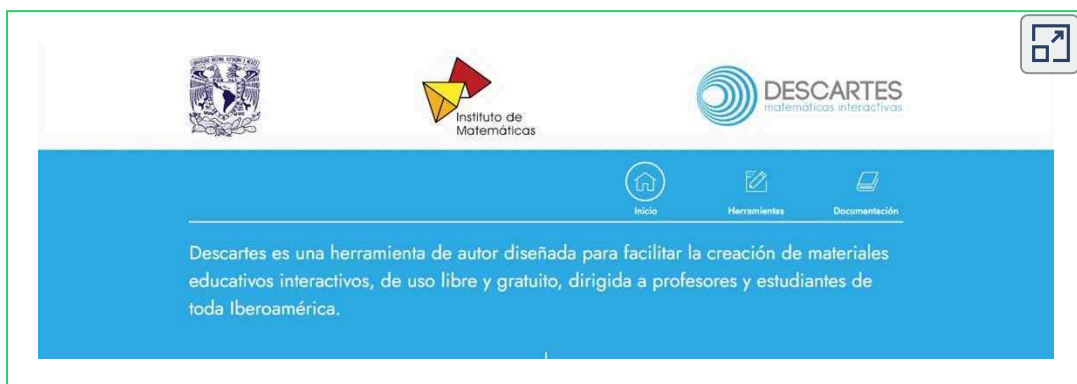 Instituto de
Matemáticas
DESCARTES
matemáticas interactivas
Inicio
Herramientas
Documentación
Descartes es una herramienta de autor diseñada para facilitar la creación de materiales
educativos interactivos, de uso libre y gratuito, dirigida a profesores y estudiantes de
toda Iberoamérica.